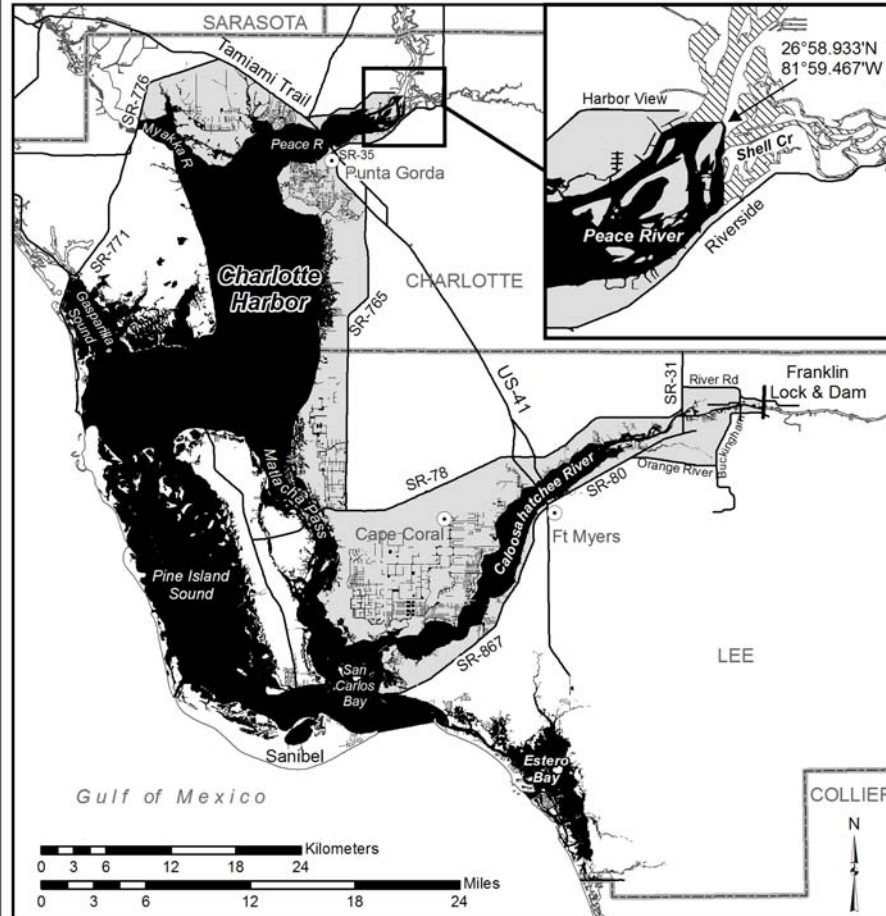 SARASOTA
Tamiami Trail
SR-776
Myakka R
Peace R
SR-35
Punta Gorda
26°58.933'N
81°59.467'W
Harbor View
Shell Cr
Peace River
Riverside
SR-771
Gasparilla
Sound
Charlotte
Harbor
CHARLOTTE
SR-765
US-41
SR-31
River Rd
Franklin
Lock & Dam
Buckingham
Orange River
SR-80
SR-78
Matlacha Pass
Caloosahatchee River
Cape Coral
Ft Myers
Pine Island
Sound
SR-867
San
Carlos
Bay
LEE
Sanibel
Estero
Bay
Gulf of Mexico
COLLIER
N
Kilometers
0 3 6 12 18 24
Miles
0 3 6 12 18 24